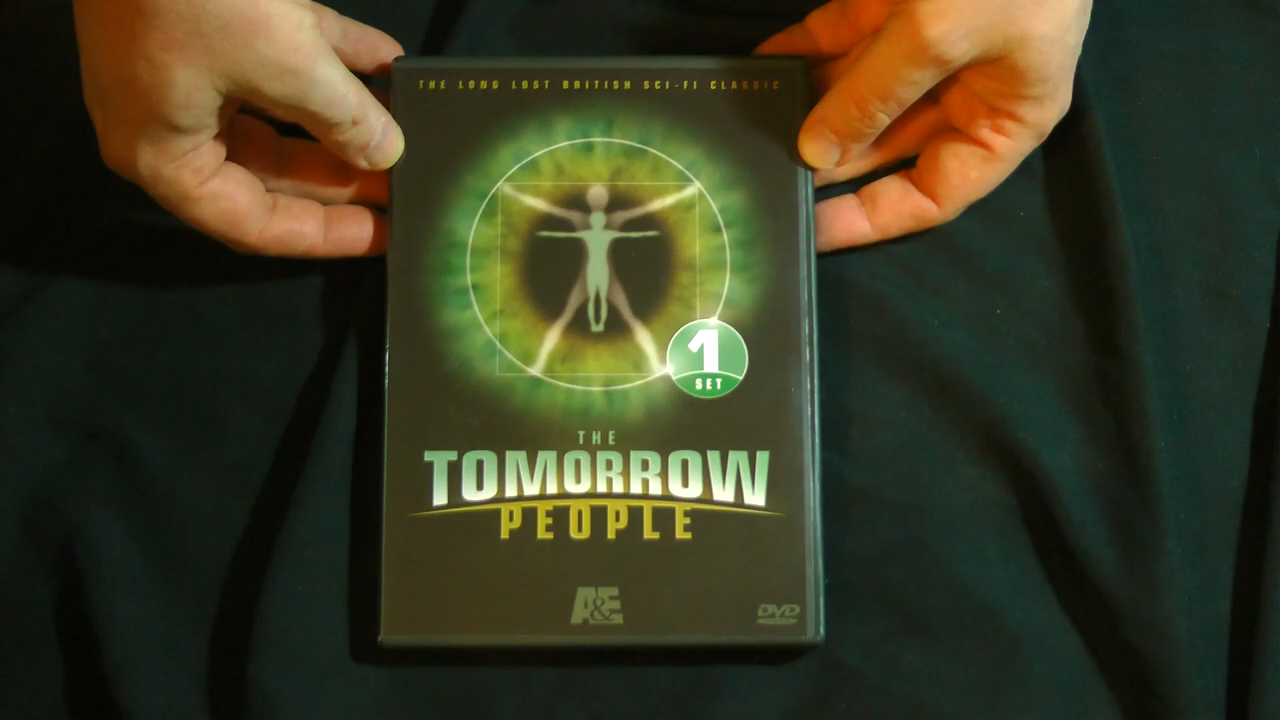 THE LONG LOST BRITISH SCI-FI CLASSIC
1
SET
THE
TOMORROW
PEOPLE
A&E
DVD